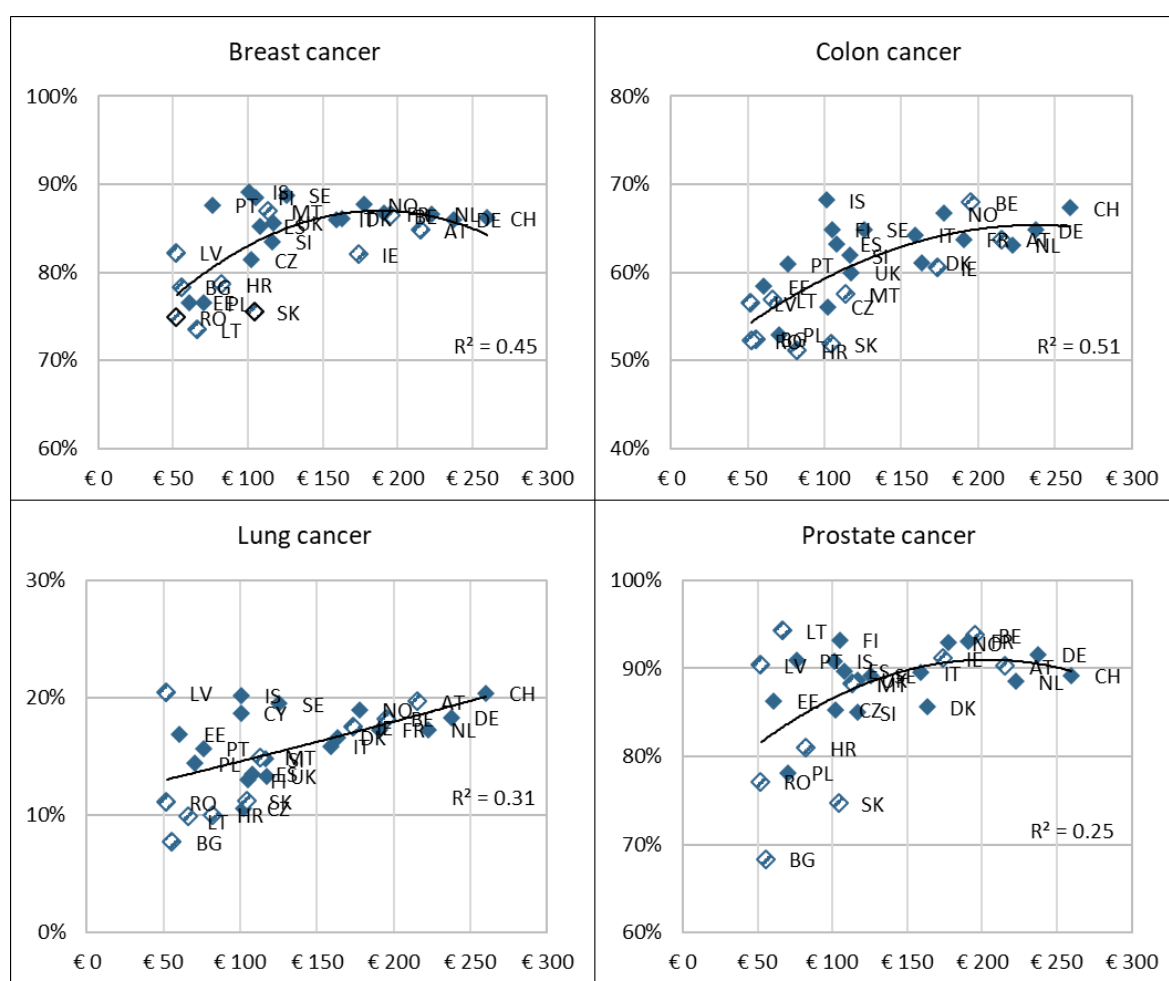 Breast cancer
100%
90%
80%
70%
60%
IS
FI
SE
PT
MT
ES
UK
SI
CZ
LV
BG
HR
EE
PL
RO
LT
SK
IT
DK
NO
FR
BE
IE
NL
AT
DE
CH
R² = 0.45
€ 0
€ 50
€ 100
€ 150
€ 200
€ 250
€ 300
Colon cancer
80%
70%
60%
50%
40%
IS
BE
NO
CH
FI
SE
ES
IT
FR
AT
DE
NL
SI
PT
UK
DK
IE
EE
LT
LV
MT
CZ
PL
BG
RO
HR
SK
R² = 0.51
€ 0
€ 50
€ 100
€ 150
€ 200
€ 250
€ 300
Lung cancer
30%
20%
10%
0%
LV
IS
SE
CY
AT
CH
NO
BE
DE
IE
FR
NL
EE
PT
DK
IT
PL
MT
SI
ES
UK
FI
RO
SK
CZ
HR
LT
BG
R² = 0.31
€ 0
€ 50
€ 100
€ 150
€ 200
€ 250
€ 300
Prostate cancer
100%
90%
80%
70%
60%
LT
FI
BE
FR
NO
DE
LV
PT
IS
IE
AT
ES
SE
IT
CH
MT
NL
EE
CZ
SI
DK
HR
RO
PL
SK
BG
R² = 0.25
€ 0
€ 50
€ 100
€ 150
€ 200
€ 250
€ 300